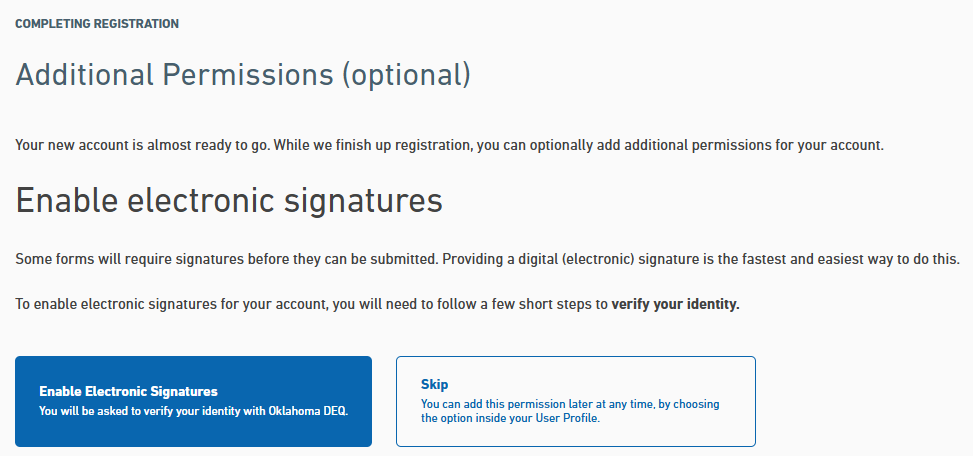 COMPLETING REGISTRATION
Additional Permissions (optional)
Your new account is almost ready to go. While we finish up registration, you can optionally add additional permissions for your account.
Enable electronic signatures
Some forms will require signatures before they can be submitted. Providing a digital (electronic) signature is the fastest and easiest way to do this.
To enable electronic signatures for your account, you will need to follow a few short steps to verify your identity.
Enable Electronic Signatures
You will be asked to verify your identity with Oklahoma DEQ.
Skip
You can add this permission later at any time, by choosing
the option inside your User Profile.